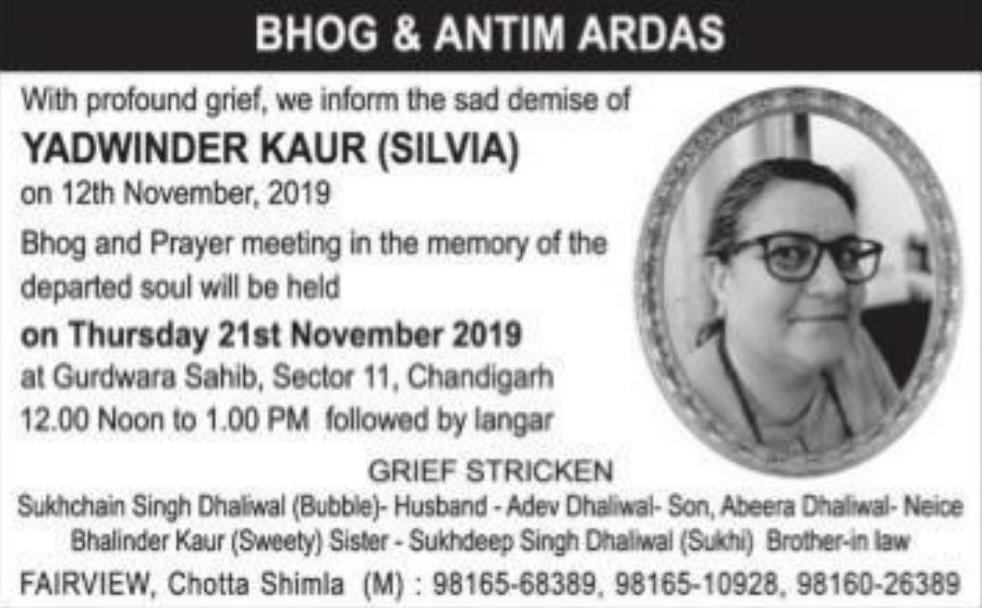 BHOG & ANTIM ARDAS
With profound grief, we inform the sad demise of
YADWINDER KAUR (SILVIA)
on 12th November, 2019
Bhog and Prayer meeting in the memory of the
departed soul will be held
on Thursday 21st November 2019
at Gurdwara Sahib, Sector 11, Chandigarh
12.00 Noon to 1.00 PM followed by langar
GRIEF STRICKEN
Sukhchain Singh Dhaliwal (Bubble)- Husband - Adev Dhaliwal- Son, Abeera Dhaliwal- Neice
Bhalinder Kaur (Sweety) Sister - Sukhdeep Singh Dhaliwal (Sukhi) Brother-in law
FAIRVIEW, Chotta Shimla (M) : 98165-68389, 98165-10928, 98160-26389